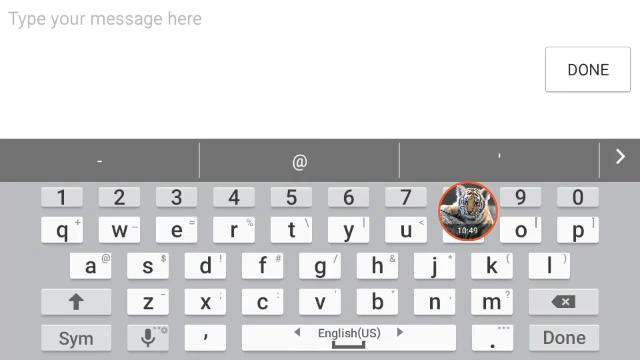 Type your message here
DONE
- @ '
1 2 3 4 5 6 7 9 0
q + w _ e = r % t \ y | u < o [ p ]
a @ s $ d ! f # g / h & j * k ( l )
z - x ; c : v ' b " n , m ?
Sym , English(US) . Done
10:49